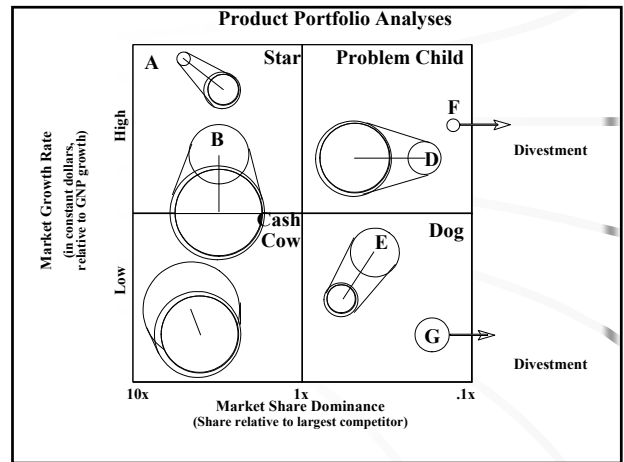 Product Portfolio Analyses
A
Star
Problem Child
F
B
D
Divestment
Market Growth Rate
(in constant dollars,
relative to GNP growth)
High
Low
Cash
Cow
Dog
E
G
Divestment
10x
1x
.1x
Market Share Dominance
(Share relative to largest competitor)